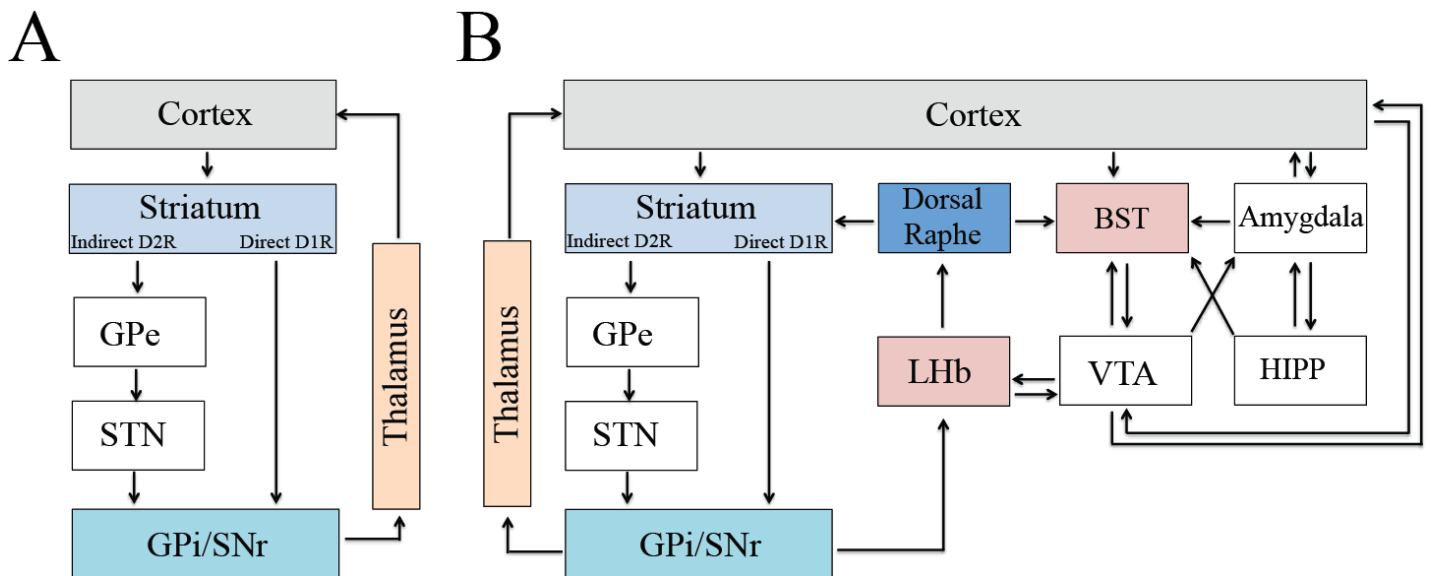 A
Cortex
Striatum
Indirect D2R
Direct D1R
GPe
STN
GPi/SNr
Thalamus
B
Cortex
Striatum
Indirect D2R
Direct D1R
GPe
STN
GPi/SNr
Thalamus
Dorsal
Raphe
BST
Amygdala
LHb
VTA
HIPP